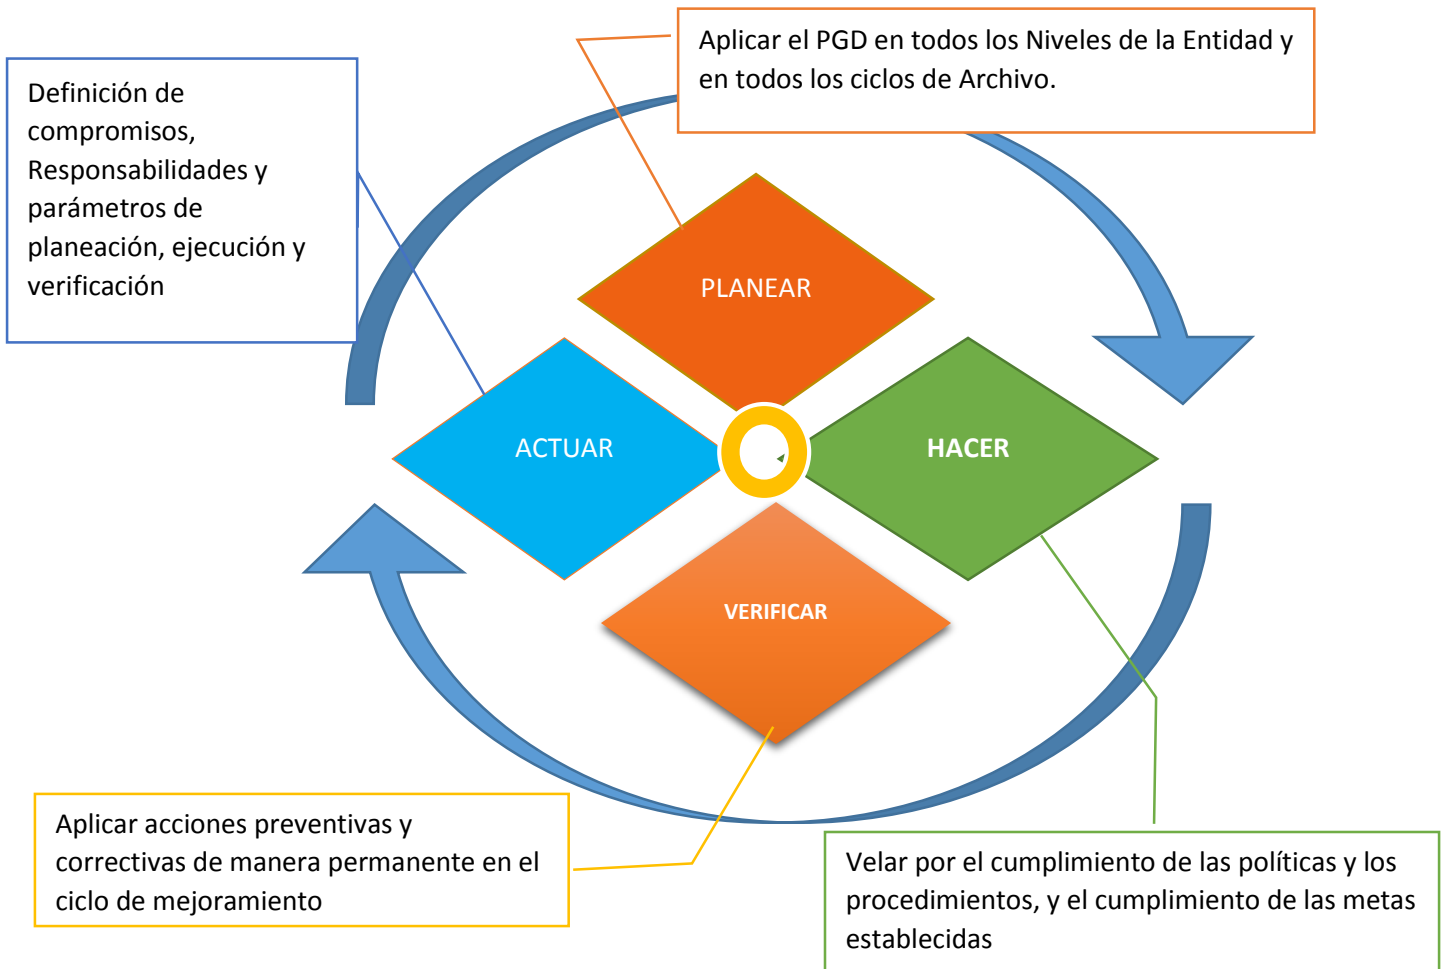 Aplicar el PGD en todos los Niveles de la Entidad y
en todos los ciclos de Archivo.
Definición de
compromisos,
Responsabilidades y
parámetros de
planeación, ejecución y
verificación
PLANEAR
ACTUAR
HACER
VERIFICAR
Aplicar acciones preventivas y
correctivas de manera permanente en el
ciclo de mejoramiento
Velar por el cumplimiento de las políticas y los
procedimientos, y el cumplimiento de las metas
establecidas